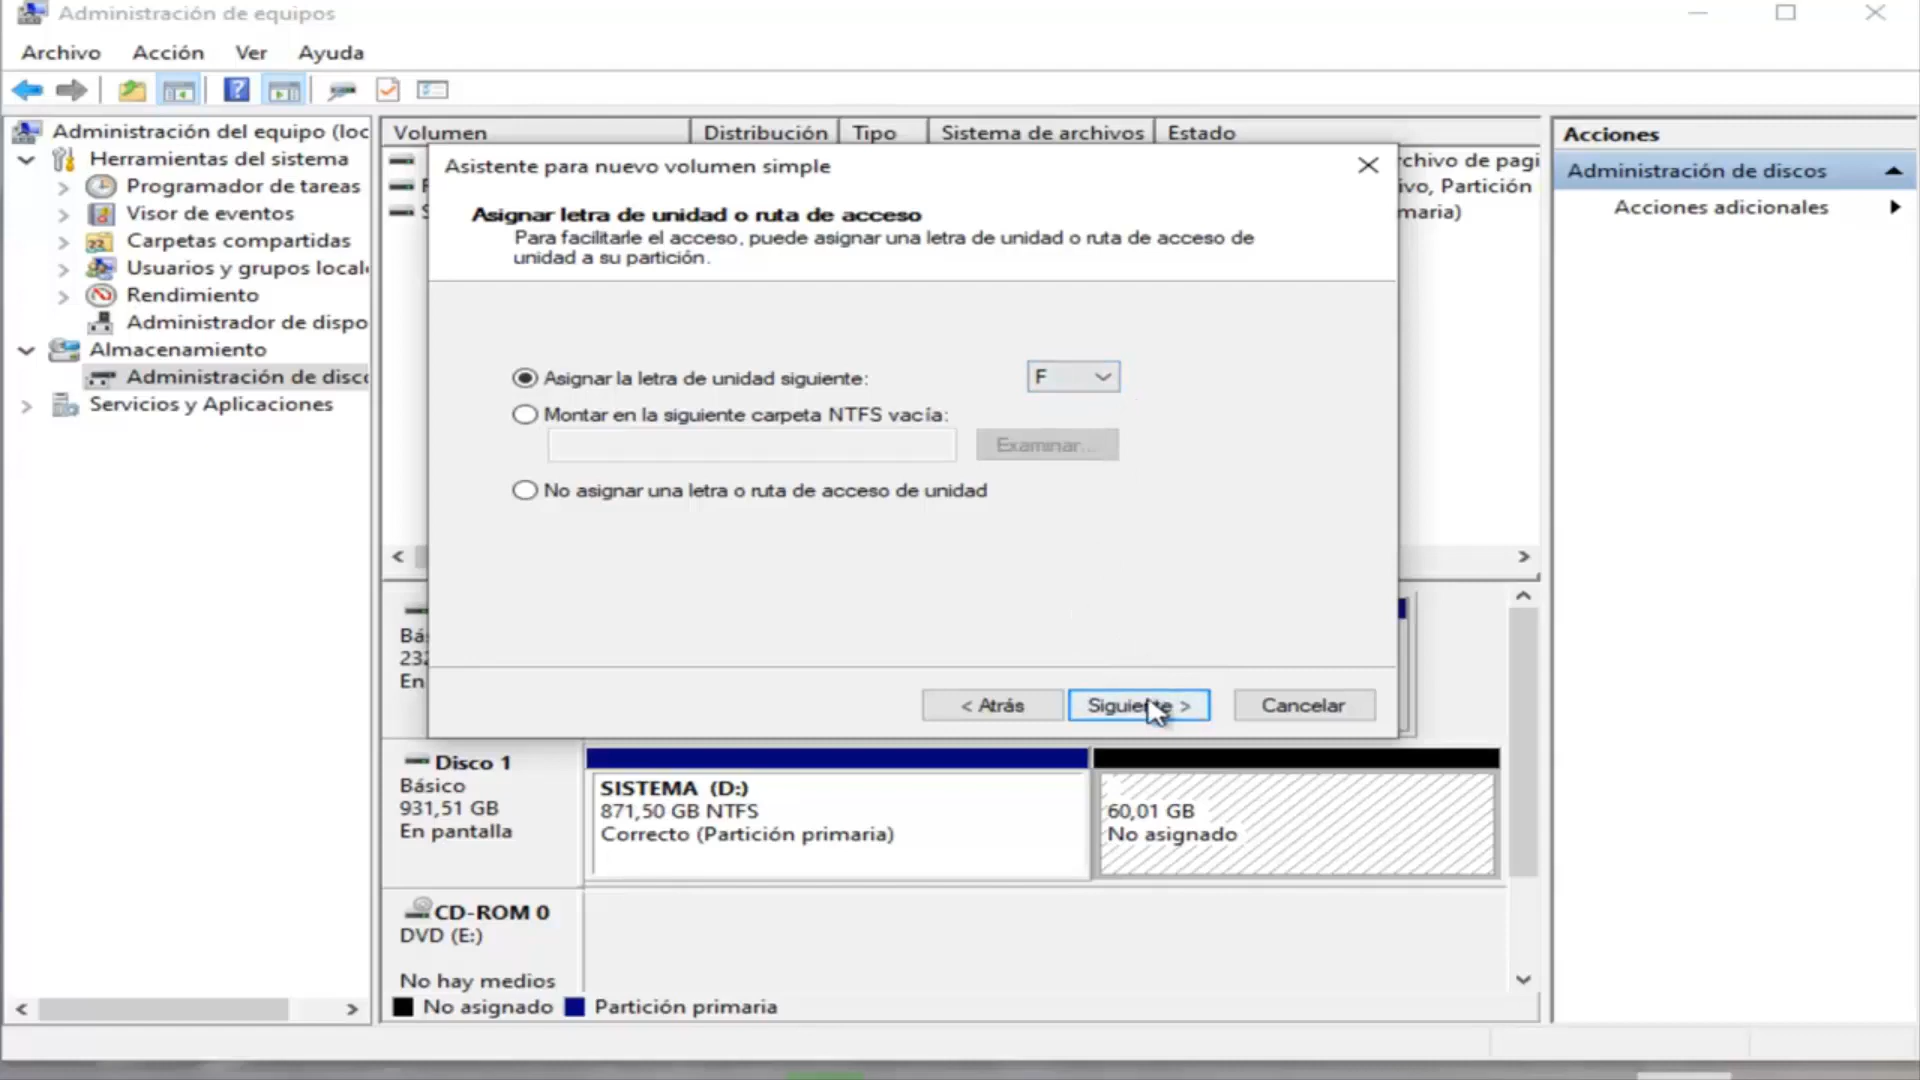 Administración de equipos
Archivo Acción Ver Ayuda
Administración del equipo (loc
Herramientas del sistema
Programador de tareas
Visor de eventos
Carpetas compartidas
Usuarios y grupos local
Rendimiento
Administrador de dispo
Almacenamiento
Administración de disc
Servicios y Aplicaciones
Volumen Distribución Tipo Sistema de archivos Estado
chivo de pagi
ivo, Partición
maria)
Asistente para nuevo volumen simple
Asignar letra de unidad o ruta de acceso
Para facilitarle el acceso, puede asignar una letra de unidad o ruta de acceso de
unidad a su partición.
Asignar la letra de unidad siguiente: F
Montar en la siguiente carpeta NTFS vacía:
Examinar...
No asignar una letra o ruta de acceso de unidad
< Atrás Siguiente > Cancelar
Bá
232
En
Disco 1
Básico
931,51 GB
En pantalla
SISTEMA (D:)
871,50 GB NTFS
Correcto (Partición primaria)
60,01 GB
No asignado
CD-ROM 0
DVD (E:)
No hay medios
No asignado Partición primaria
Acciones
Administración de discos
Acciones adicionales